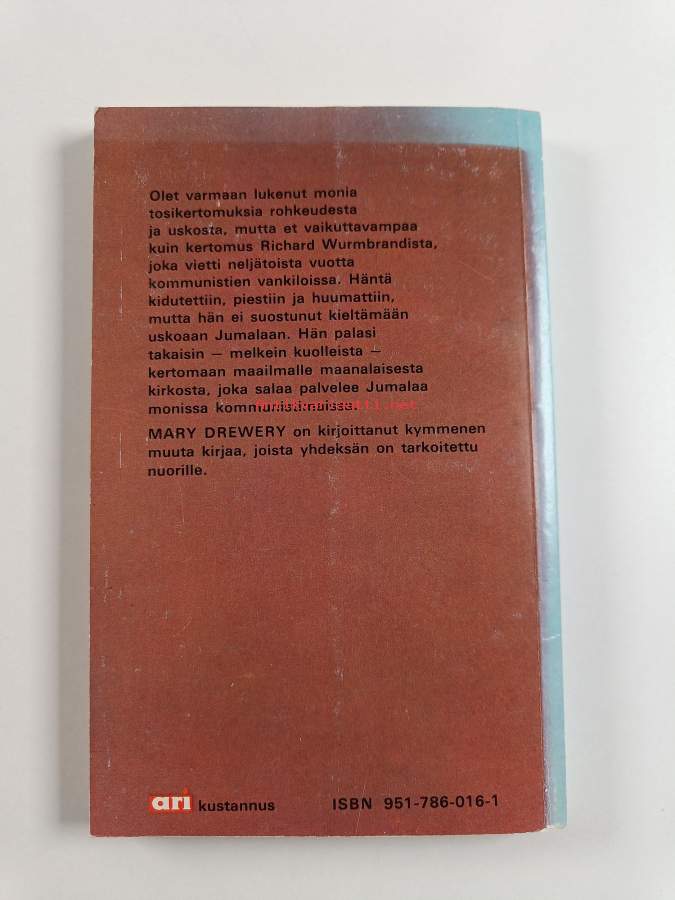 Olet varmaan lukenut monia
tosikertomuksia rohkeudesta
ja uskosta, mutta et vaikuttavampaa
kuin kertomus Richard Wurmbrandista,
joka vietti neljätoista vuotta
kommunistien vankiloissa. Häntä
kidutettiin, piestiin ja huumattiin,
mutta hän ei suostunut kieltämään
uskoaan Jumalaan. Hän palasi
takaisin — melkein kuolleista —
kertomaan maailmalle maanalaisesta
kirkosta, joka salaa palvelee Jumalaa
monissa
MARY DREWERY on kirjoittanut kymmenen
muuta kirjaa, joista yhdeksän on tarkoitettu
nuorille.
ari kustannus
ISBN 951-786-016-1